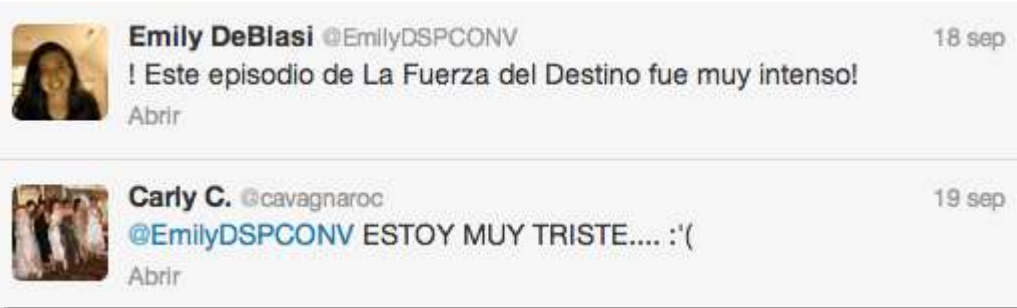 Emily DeBlasi @EmilyDSPCONV 18 sep
! Este episodio de La Fuerza del Destino fue muy intenso!
Abrir
Carly C. @cavagnaroc 19 sep
@EmilyDSPCONV ESTOY MUY TRISTE.... :'(
Abrir